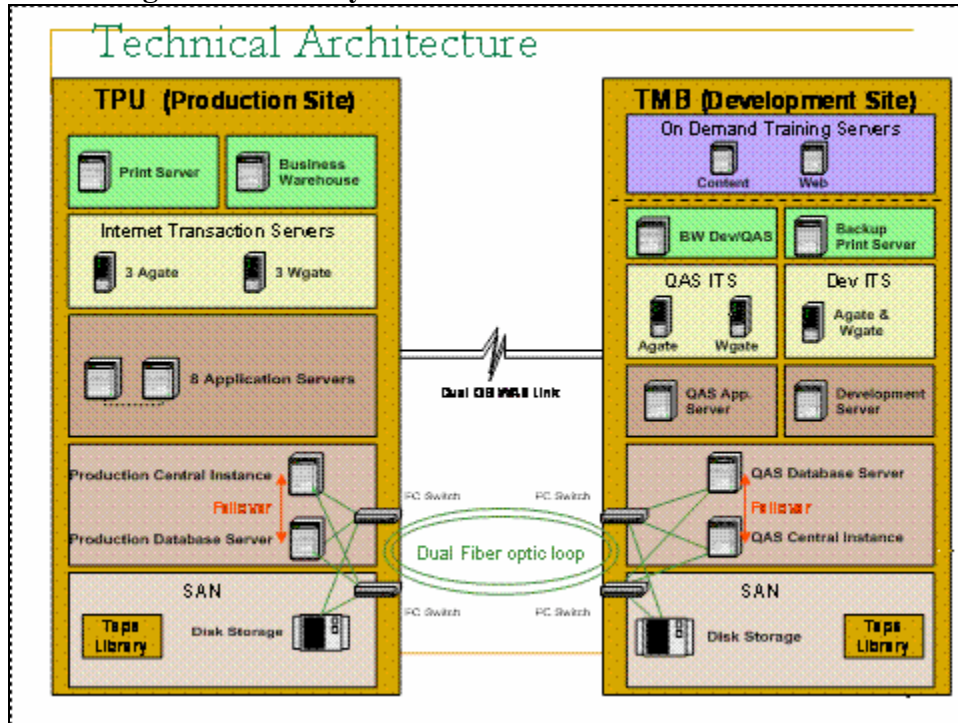 Technical Architecture
TPU (Production Site)
Print Server
Business
Warehouse
Internet Transaction Servers
3 Agate
3 Wgate
8 Application Servers
Production Central Instance
Failover
Production Database Server
SAN
Tape
Library
Disk Storage
Dual Link
FC Switch
FC Switch
Dual Fiber optic loop
FC Switch
FC Switch
TMB (Development Site)
On Demand Training Servers
Content
Web
BW Dev/QAS
Backup
Print Server
QAS ITS
Agate
Wgate
Dev ITS
Agate &
Wgate
QAS App.
Server
Development
Server
QAS Database Server
Failover
QAS Central Instance
SAN
Disk Storage
Tape
Library